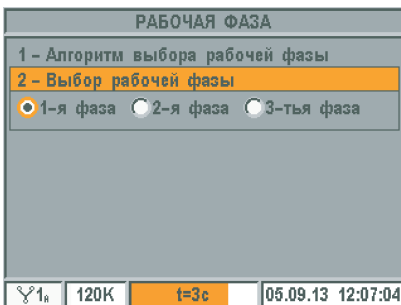 РАБОЧАЯ ФАЗА
1 - Алгоритм выбора рабочей фазы
2 - Выбор рабочей фазы
1-я фаза 2-я фаза 3-тья фаза
1в 120К t=3с 05.09.13 12:07:04